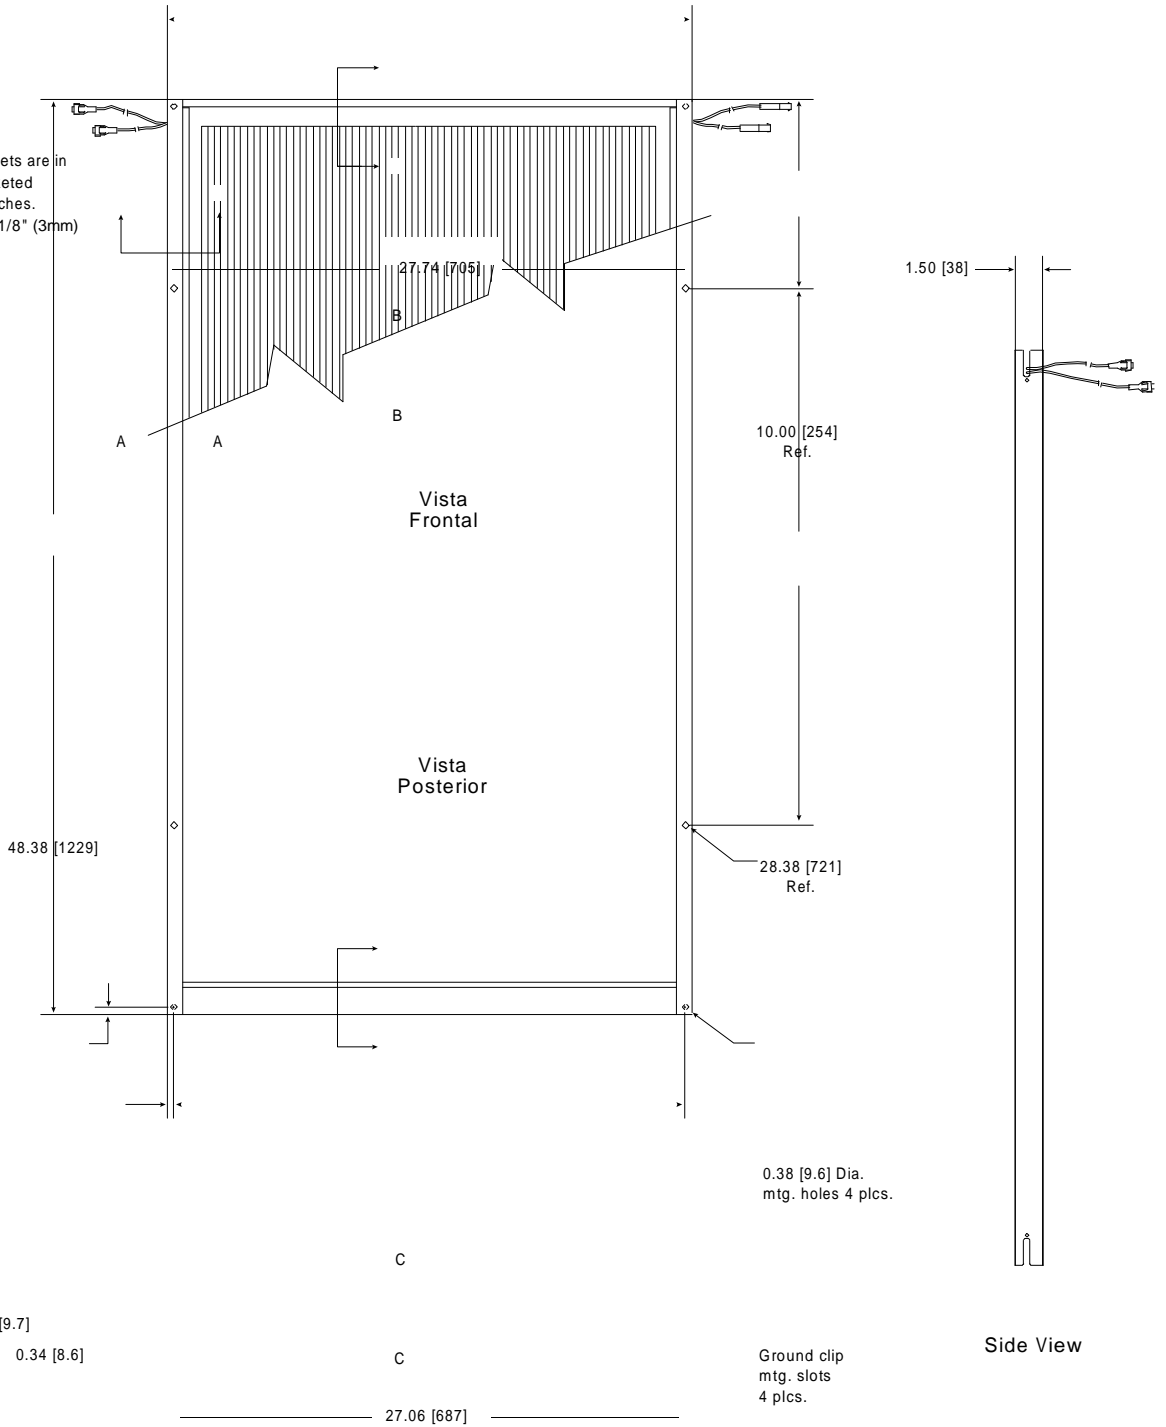 ets are in
eted
ches.
1/8" (3mm)
27.74 [705]
1.50 [38]
B
B
A
A
10.00 [254]
Ref.
Vista
Frontal
Vista
Posterior
48.38 [1229]
28.38 [721]
Ref.
0.38 [9.6] Dia.
mtg. holes 4 plcs.
C
[9.7]
0.34 [8.6]
C
Ground clip
mtg. slots
4 plcs.
Side View
27.06 [687]